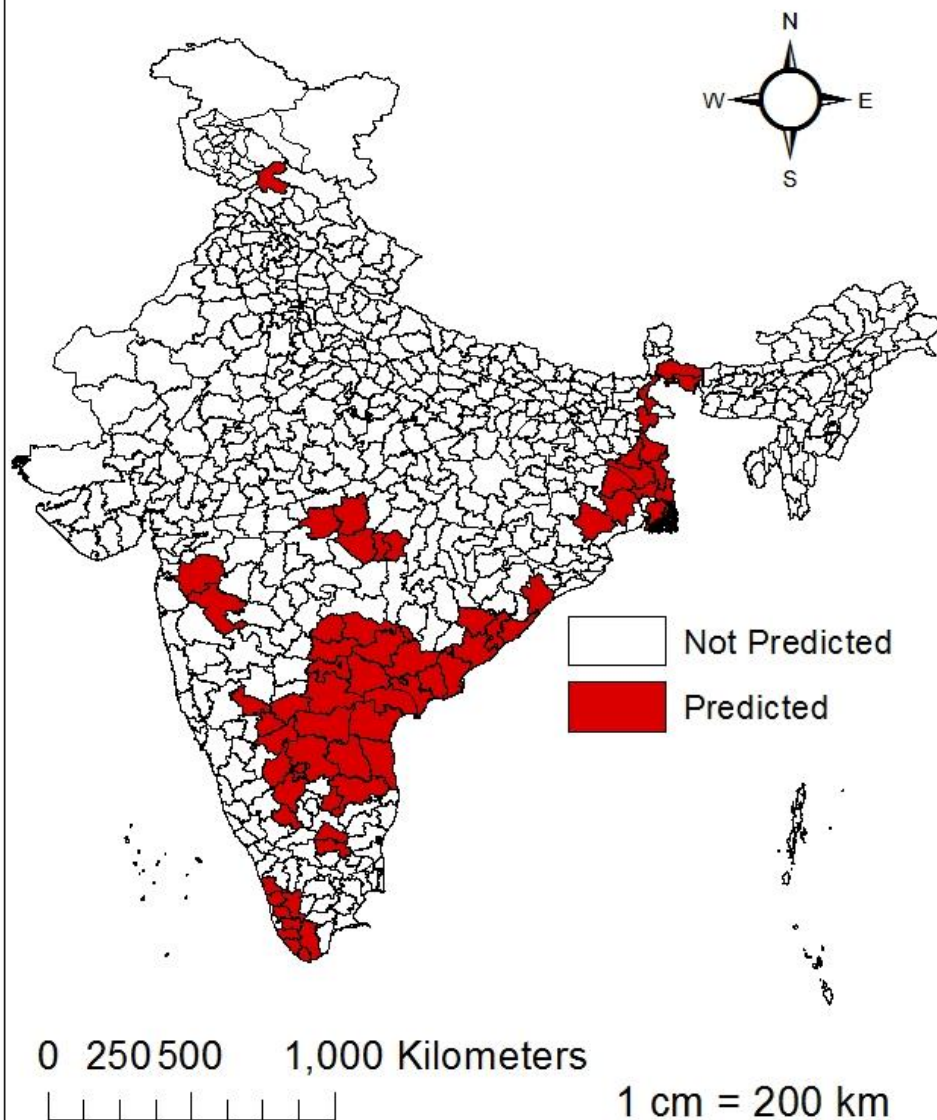 N
W E
S
Not Predicted
Predicted
0 250 500 1,000 Kilometers
1 cm = 200 km